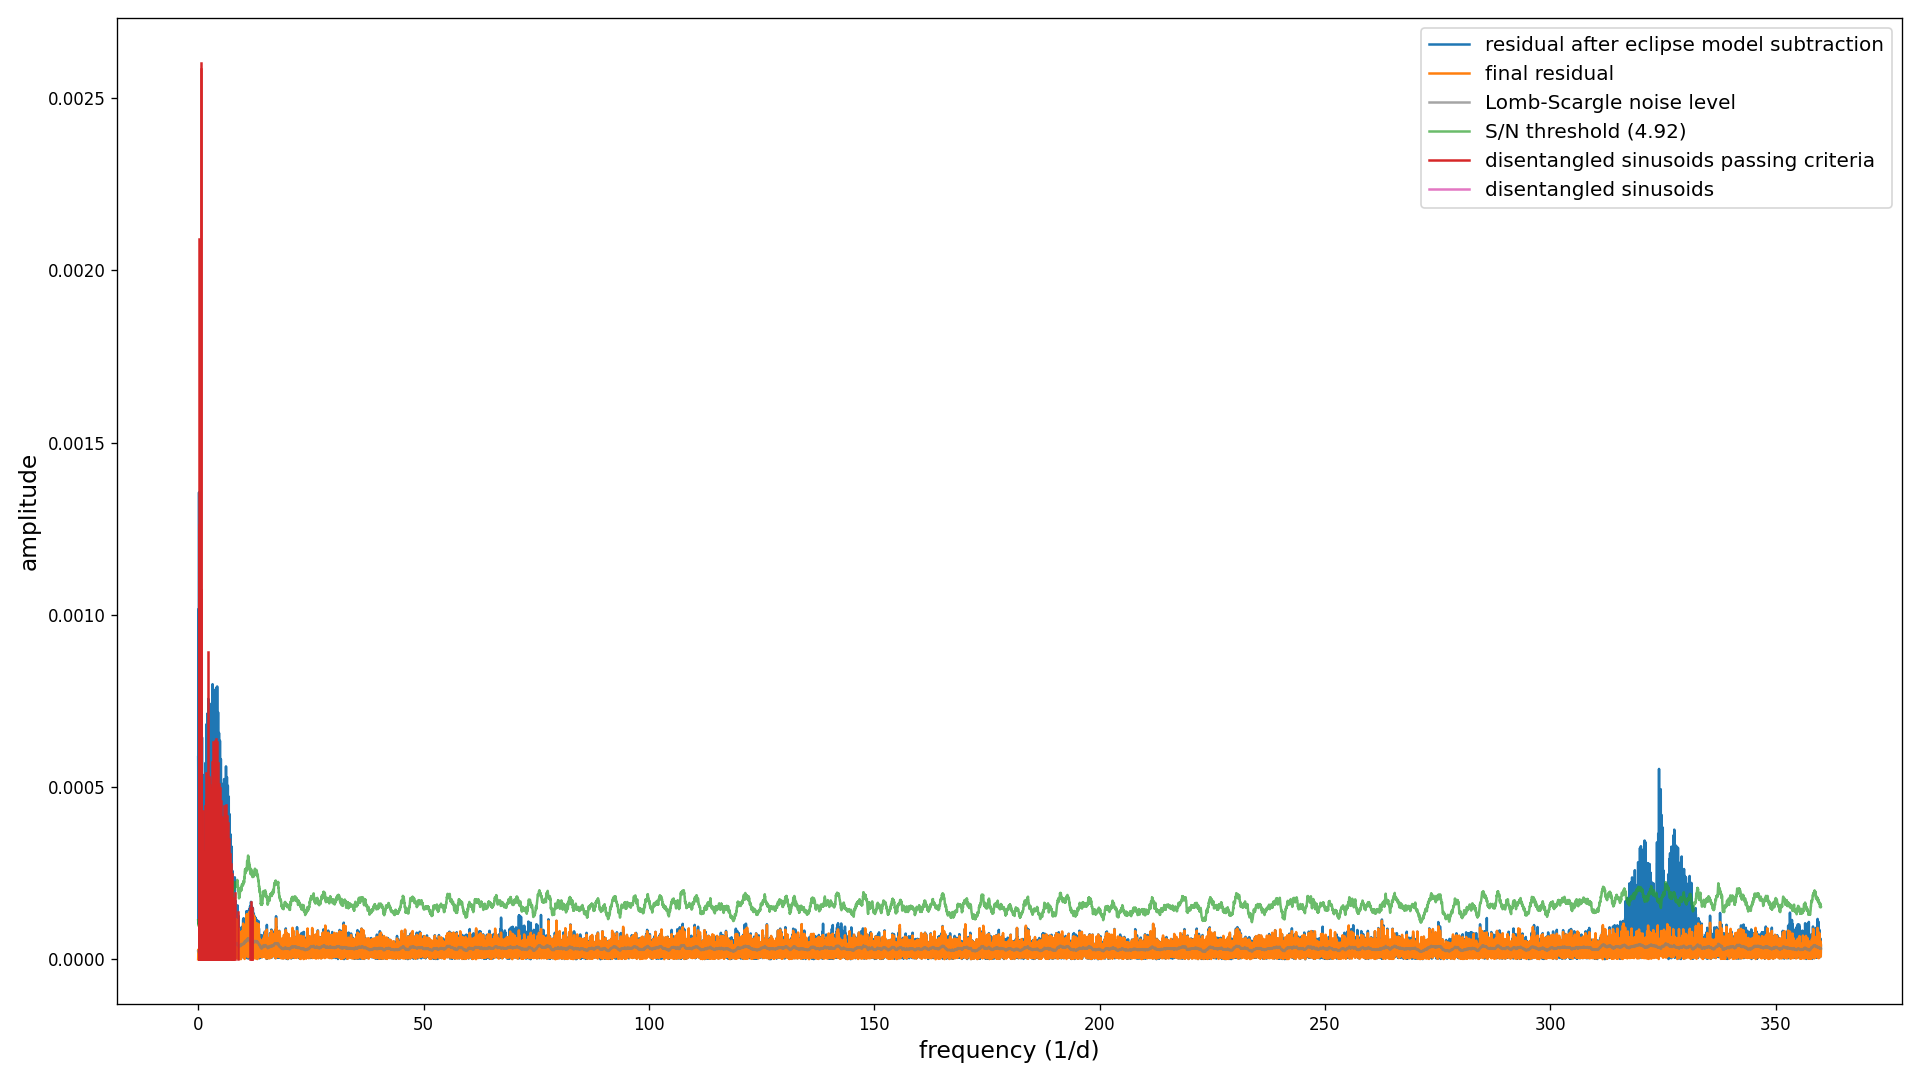 residual after eclipse model subtraction
final residual
Lomb-Scargle noise level
S/N threshold (4.92)
disentangled sinusoids passing criteria
disentangled sinusoids
0.0025
0.0020
0.0015
0.0010
0.0005
0.0000
amplitude
0 50 100 150 200 250 300 350
frequency (1/d)